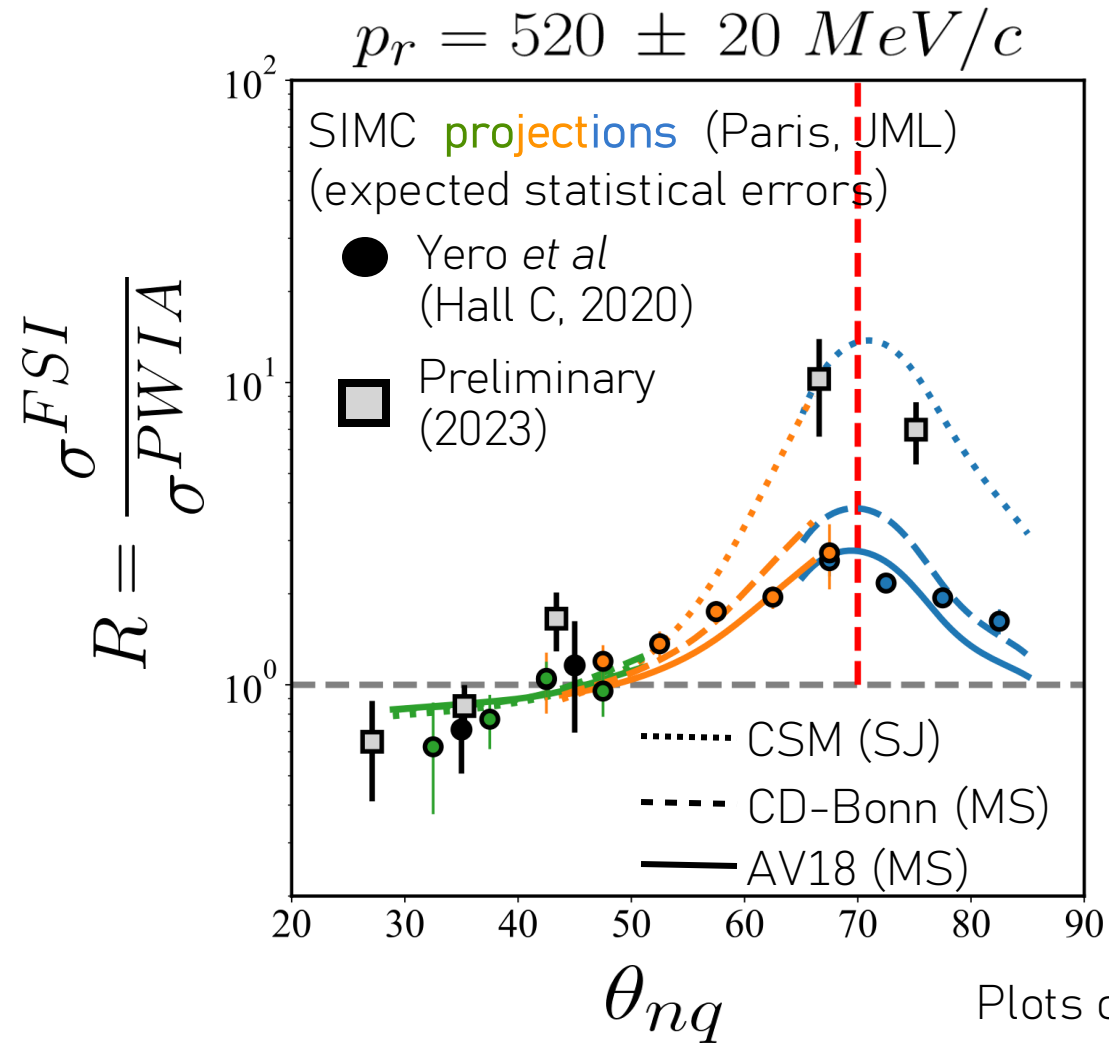 p_r = 520 ± 20 MeV/c
SIMC projections (Paris, JML)
(expected statistical errors)
Yero et al
(Hall C, 2020)
Preliminary
(2023)
R = σ^{FSI} / σ^{PWIA}
10^2
10^1
10^0
CSM (SJ)
CD-Bonn (MS)
AV18 (MS)
20 30 40 50 60 70 80 90
θ_{nq}
Plots